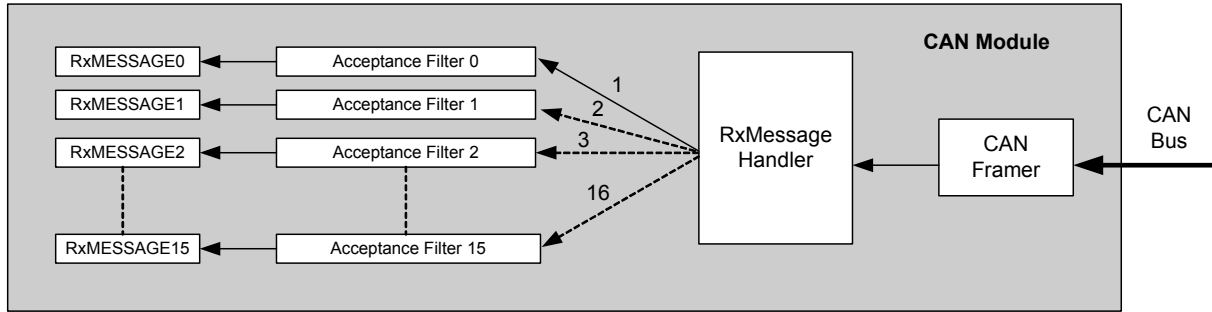 CAN Module
RxMESSAGE0
Acceptance Filter 0
1
RxMESSAGE1
Acceptance Filter 1
2
RxMESSAGE2
Acceptance Filter 2
3
RxMESSAGE15
Acceptance Filter 15
16
RxMessage
Handler
CAN
Framer
CAN
Bus